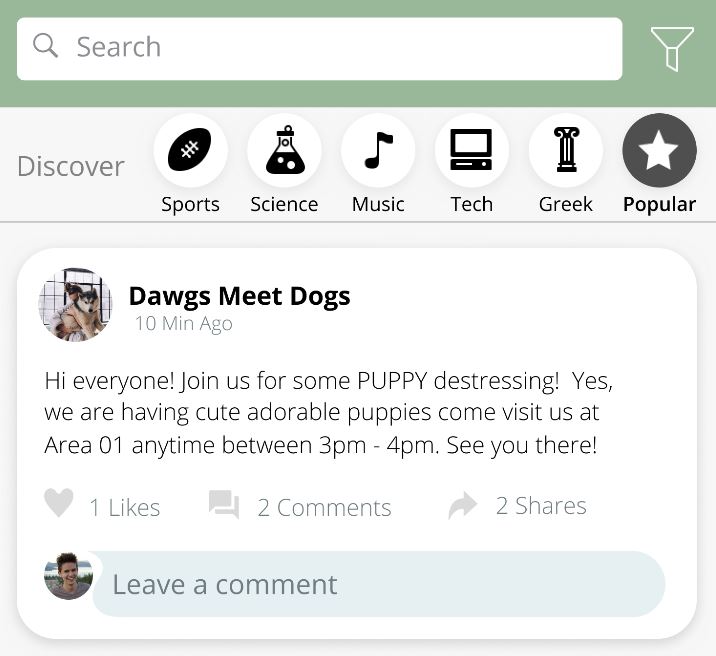 Search
Discover
Sports Science Music Tech Greek Popular
Dawgs Meet Dogs
10 Min Ago
Hi everyone! Join us for some PUPPY destressing!  Yes,
we are having cute adorable puppies come visit us at
Area 01 anytime between 3pm - 4pm. See you there!
1 Likes 2 Comments 2 Shares
Leave a comment